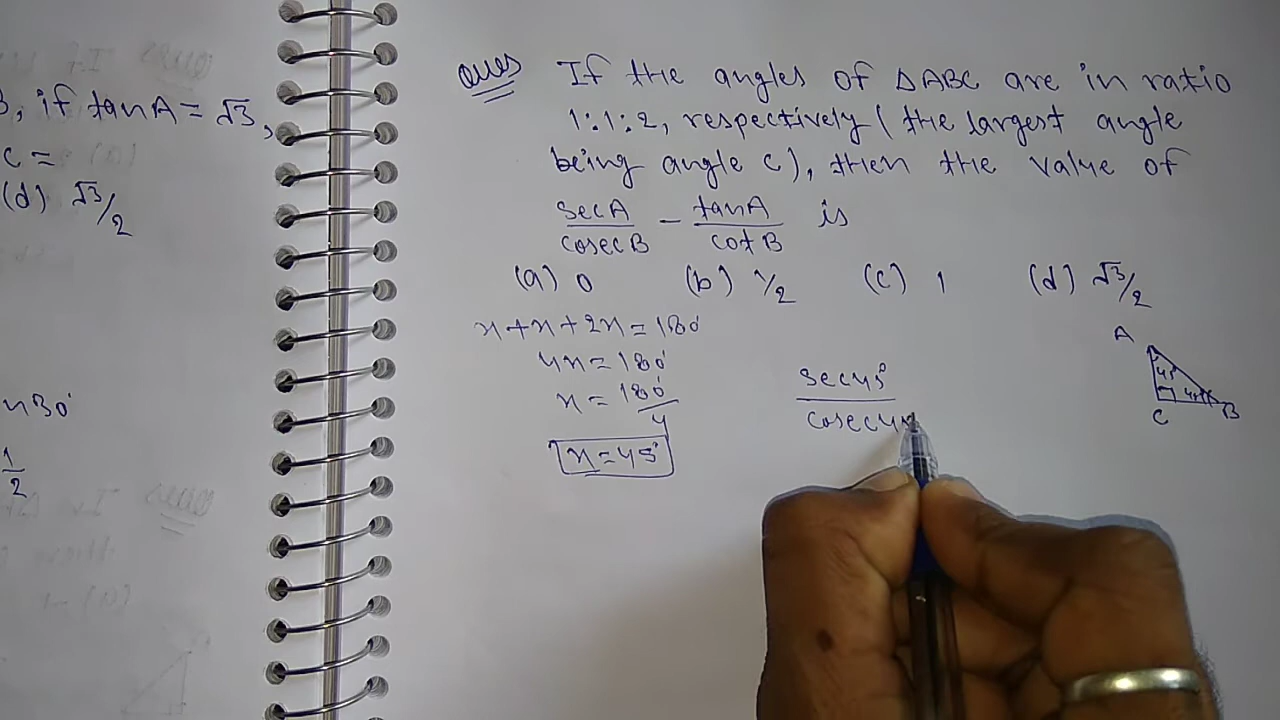 B, if tanA = √3,
C =
(d) √3/2
n30°
1/2
Ques If the angles of ΔABC are in ratio
1:1:2, respectively (the largest angle
being angle C), then the value of
secA/cosecB - tanA/cotB is
(a) 0 (b) 1/2 (c) 1 (d) √3/2
x+x+2x=180°
4x=180°
x=180°/4
x=45°
sec45°
cosec4
A
45°
C
B